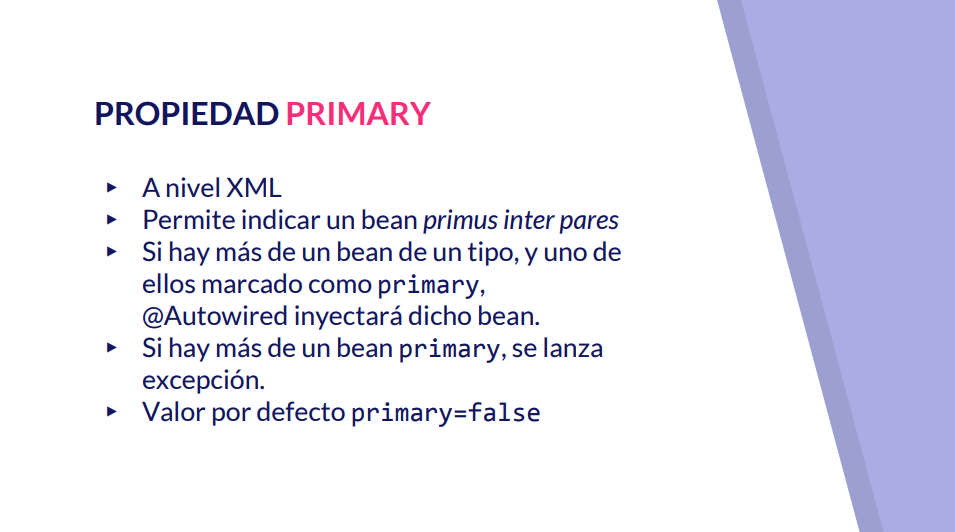 PROPIEDAD PRIMARY
▸ A nivel XML
▸ Permite indicar un bean primus inter pares
▸ Si hay más de un bean de un tipo, y uno de
ellos marcado como primary,
@Autowired inyectará dicho bean.
▸ Si hay más de un bean primary, se lanza
excepción.
▸ Valor por defecto primary=false